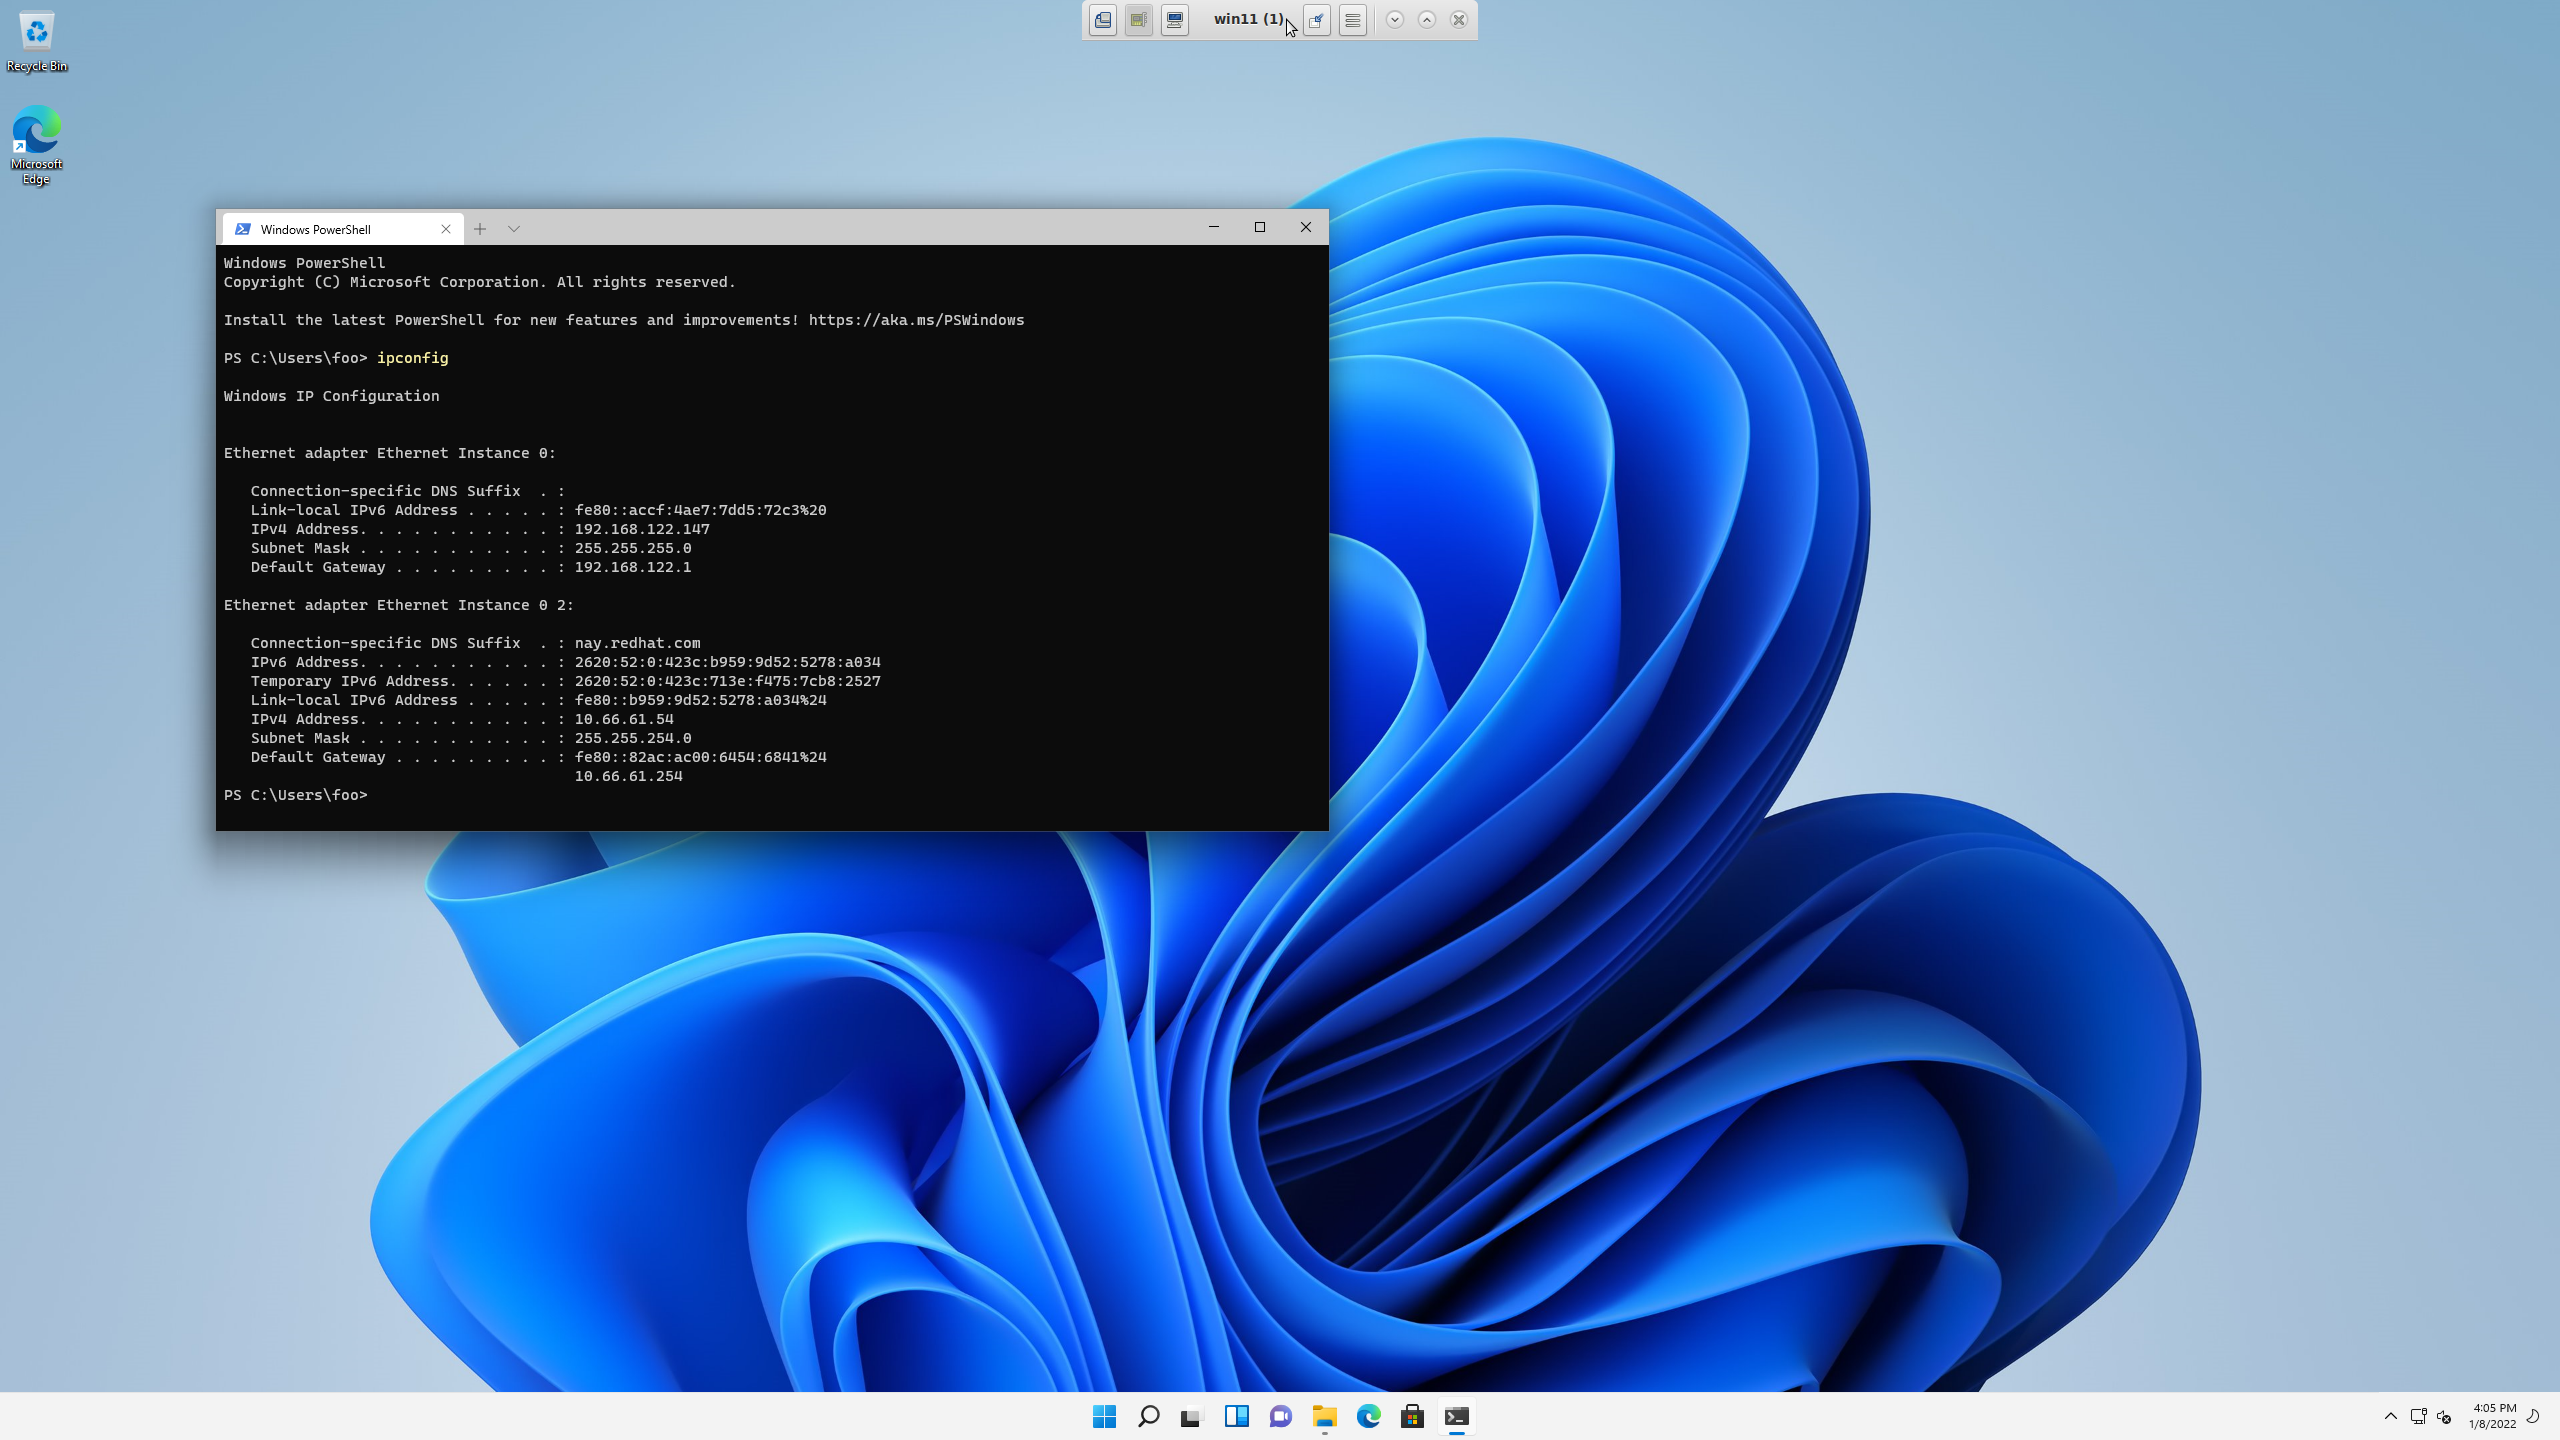 Recycle Bin
Microsoft
Edge
win11 (1)
Windows PowerShell
Windows PowerShell
Copyright (C) Microsoft Corporation. All rights reserved.
Install the latest PowerShell for new features and improvements! https://aka.ms/PSWindows
PS C:\Users\foo> ipconfig
Windows IP Configuration
Ethernet adapter Ethernet Instance 0:
Connection-specific DNS Suffix  . :
Link-local IPv6 Address . . . . . : fe80::accf:4ae7:7dd5:72c3%20
IPv4 Address. . . . . . . . . . . : 192.168.122.147
Subnet Mask . . . . . . . . . . . : 255.255.255.0
Default Gateway . . . . . . . . . : 192.168.122.1
Ethernet adapter Ethernet Instance 0 2:
Connection-specific DNS Suffix  . : nay.redhat.com
IPv6 Address. . . . . . . . . . . : 2620:52:0:423c:b959:9d52:5278:a034
Temporary IPv6 Address. . . . . . : 2620:52:0:423c:713e:f475:7cb8:2527
Link-local IPv6 Address . . . . . : fe80::b959:9d52:5278:a034%24
IPv4 Address. . . . . . . . . . . : 10.66.61.54
Subnet Mask . . . . . . . . . . . : 255.255.254.0
Default Gateway . . . . . . . . . : fe80::82ac:ac00:6454:6841%24
10.66.61.254
PS C:\Users\foo>
4:05 PM
1/8/2022